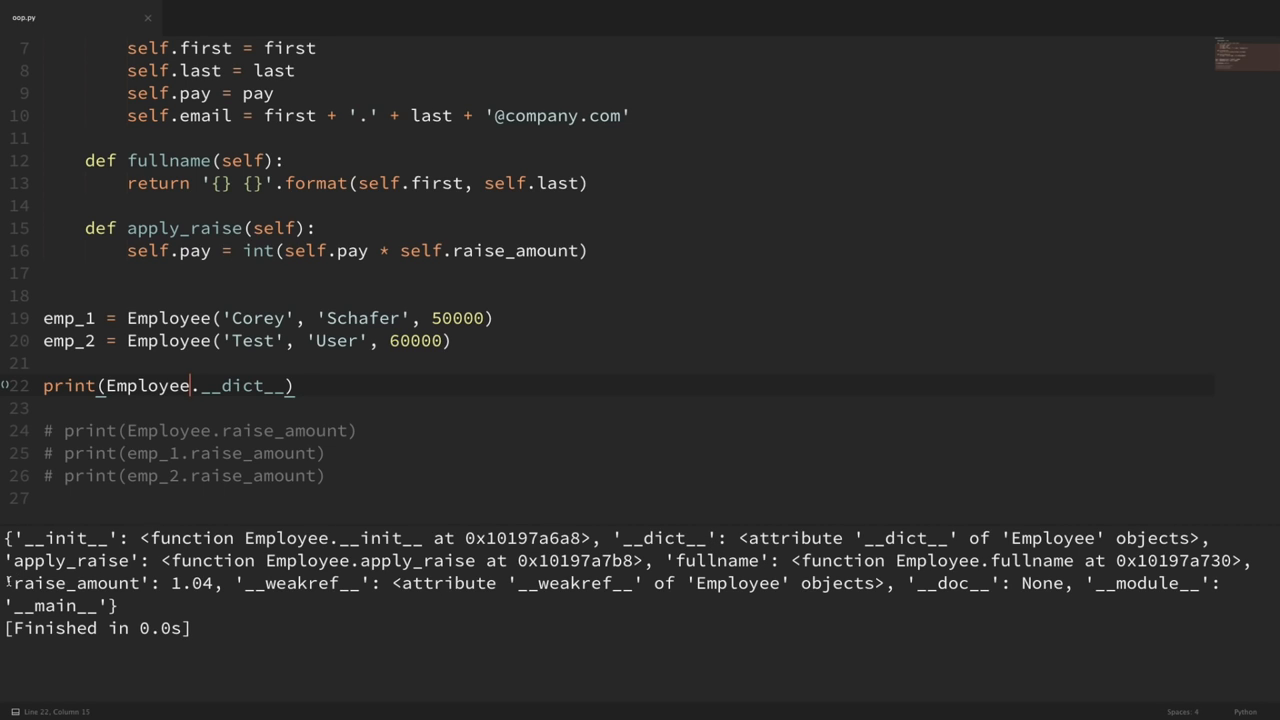 oop.py ×
7 self.first = first
8 self.last = last
9 self.pay = pay
10 self.email = first + '.' + last + '@company.com'
11
12 def fullname(self):
13 return '{} {}'.format(self.first, self.last)
14
15 def apply_raise(self):
16 self.pay = int(self.pay * self.raise_amount)
17
18
19 emp_1 = Employee('Corey', 'Schafer', 50000)
20 emp_2 = Employee('Test', 'User', 60000)
21
22 print(Employee.__dict__)
23
24 # print(Employee.raise_amount)
25 # print(emp_1.raise_amount)
26 # print(emp_2.raise_amount)
27
{'__init__': <function Employee.__init__ at 0x10197a6a8>, '__dict__': <attribute '__dict__' of 'Employee' objects>,
'apply_raise': <function Employee.apply_raise at 0x10197a7b8>, 'fullname': <function Employee.fullname at 0x10197a730>,
'raise_amount': 1.04, '__weakref__': <attribute '__weakref__' of 'Employee' objects>, '__doc__': None, '__module__':
'__main__'}
[Finished in 0.0s]
Line 22, Column 15 Spaces: 4 Python